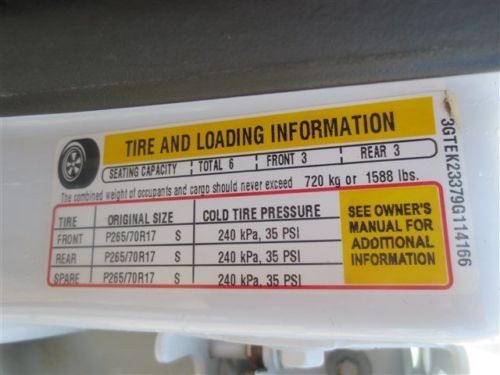 TIRE AND LOADING INFORMATION
SEATING CAPACITY TOTAL 6 FRONT 3 REAR 3
The combined weight of occupants and cargo should never exceed 720 kg or 1588 lbs.
TIRE ORIGINAL SIZE COLD TIRE PRESSURE
FRONT P265/70R17 S 240 kPa, 35 PSI
REAR P265/70R17 S 240 kPa, 35 PSI
SPARE P265/70R17 S 240 kPa, 35 PSI
SEE OWNER'S
MANUAL FOR
ADDITIONAL
INFORMATION
3GTEK23379G114166